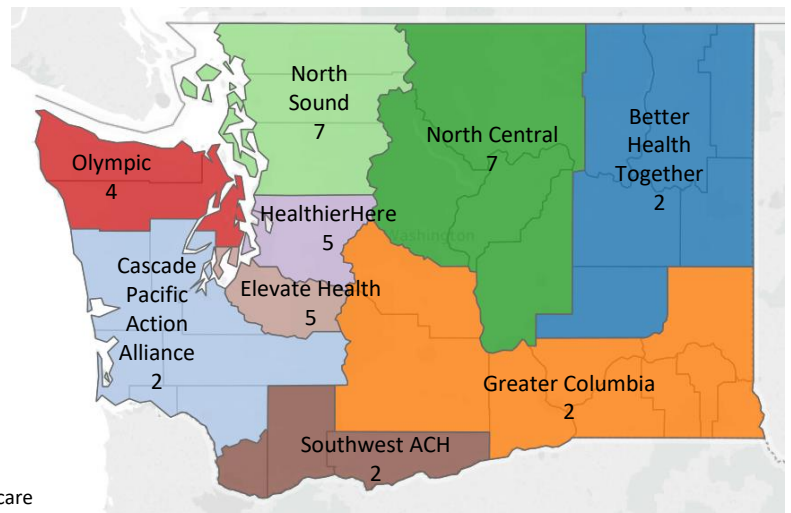 North
Sound
7
North Central
7
Better
Health
Together
2
Olympic
4
HealthierHere
5
Washington
Cascade
Pacific
Action
Alliance
2
Elevate Health
5
Greater Columbia
2
Southwest ACH
2
care